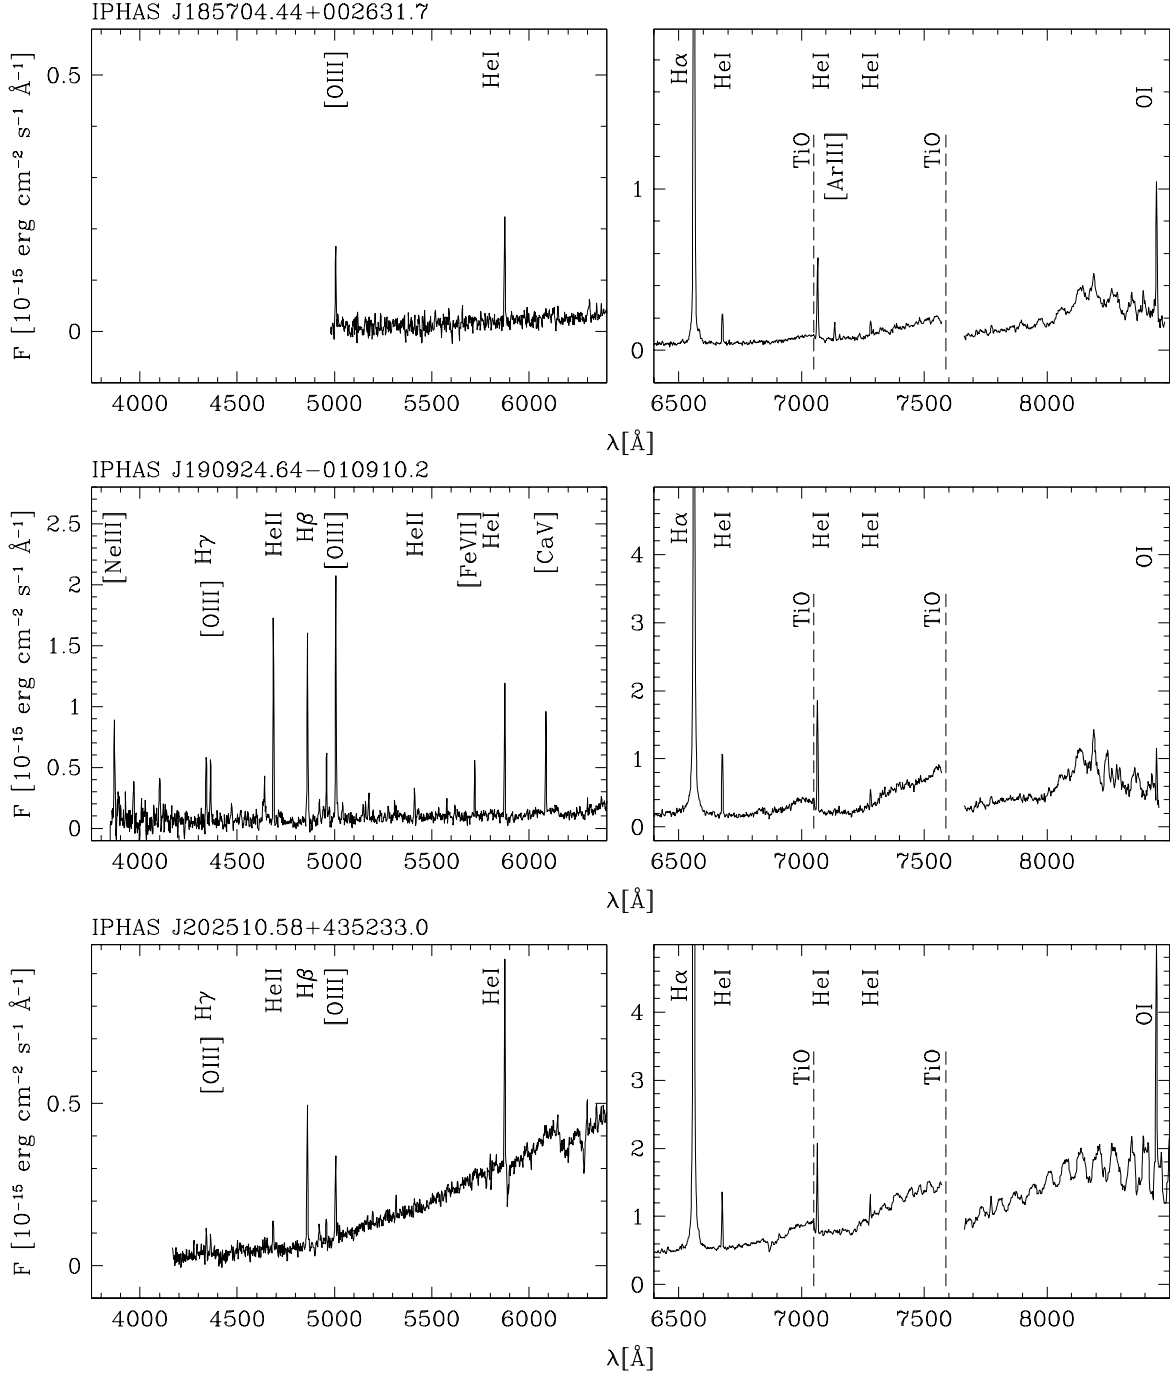 IPHAS J185704.44+002631.7
F [10⁻¹⁵ erg cm⁻² s⁻¹ Å⁻¹]
0.5
0
[OIII]
HeI
4000 4500 5000 5500 6000
Hα
HeI
HeI
HeI
OI
TiO
[ArIII]
TiO
1
0
6500 7000 7500 8000
λ[Å]
IPHAS J190924.64−010910.2
F [10⁻¹⁵ erg cm⁻² s⁻¹ Å⁻¹]
2.5
2
1.5
1
0.5
0
[NeIII]
Hγ
[OIII]
HeII
Hβ
[OIII]
HeII
[FeVII]
HeI
[CaV]
4000 4500 5000 5500 6000
Hα
HeI
HeI
HeI
OI
TiO
TiO
4
3
2
1
0
6500 7000 7500 8000
λ[Å]
IPHAS J202510.58+435233.0
F [10⁻¹⁵ erg cm⁻² s⁻¹ Å⁻¹]
0.5
0
Hγ
[OIII]
HeII
Hβ
[OIII]
HeI
4000 4500 5000 5500 6000
Hα
HeI
HeI
HeI
OI
TiO
TiO
4
3
2
1
0
6500 7000 7500 8000
λ[Å]